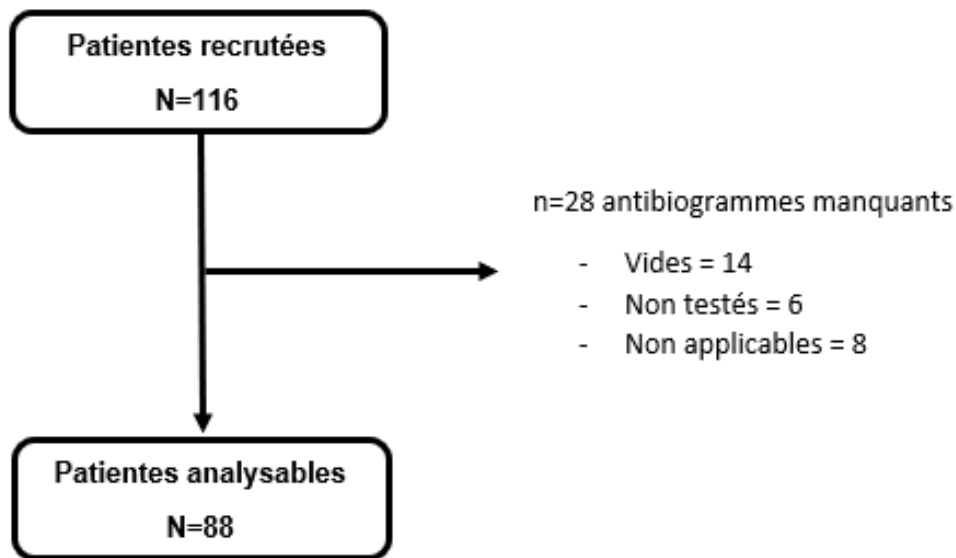 Patientes recrutées
N=116
n=28 antibiogrammes manquants
- Vides = 14
- Non testés = 6
- Non applicables = 8
Patientes analysables
N=88